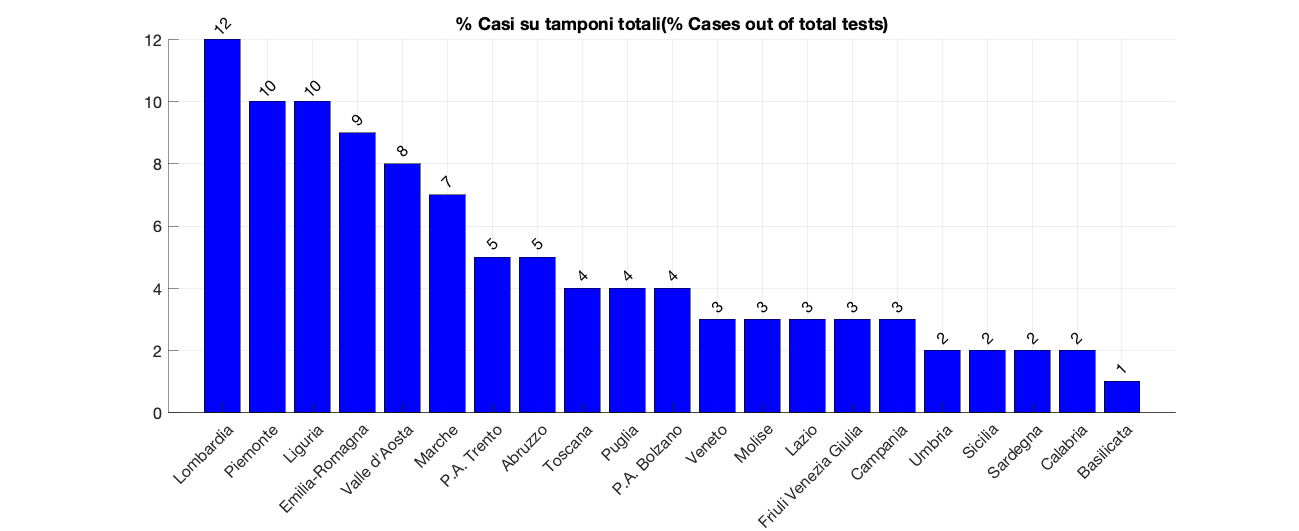 % Casi su tamponi totali(% Cases out of total tests)
12
10
8
6
4
2
0
12
10
10
9
8
7
5
5
4
4
4
3
3
3
3
3
2
2
2
2
1
Lombardia
Piemonte
Liguria
Emilia-Romagna
Valle d'Aosta
Marche
P.A. Trento
Abruzzo
Toscana
Puglia
P.A. Bolzano
Veneto
Molise
Lazio
Friuli Venezia Giulia
Campania
Umbria
Sicilia
Sardegna
Calabria
Basilicata